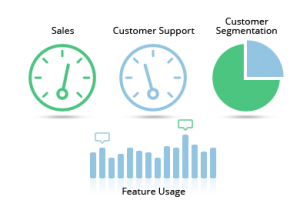 Sales
Customer Support
Customer
Segmentation
Feature Usage